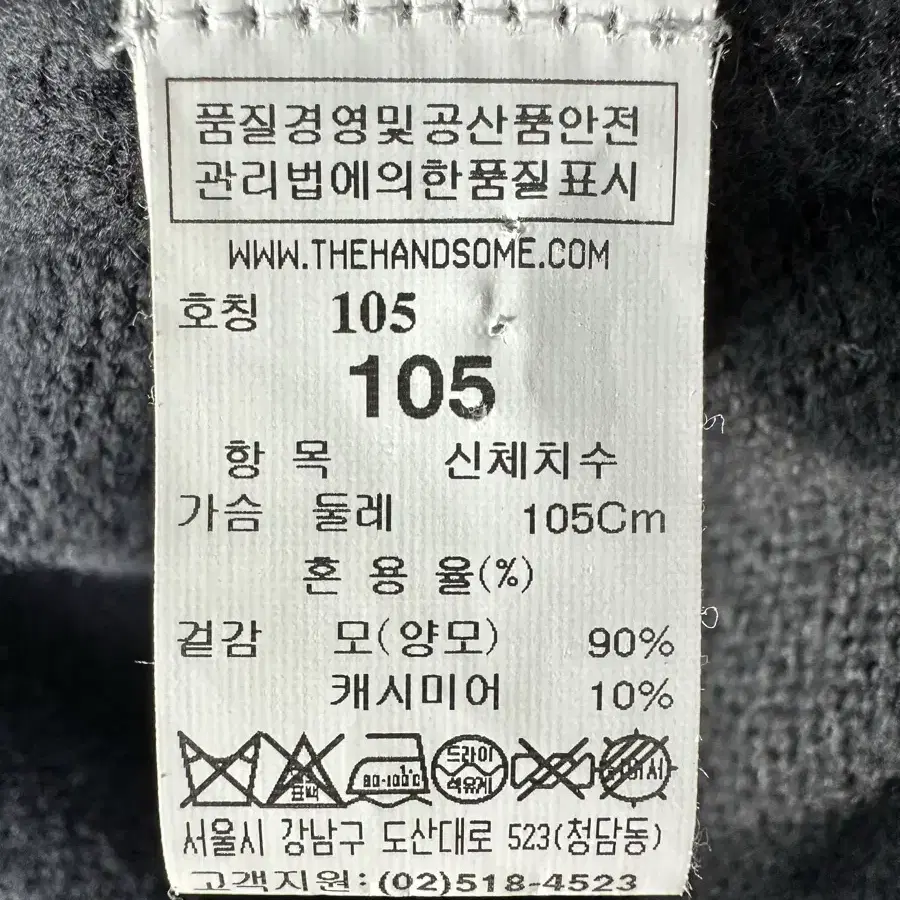 품질경영및공산품안전
관리법에의한품질표시
WWW.THEHANDSOME.COM
호칭 105
105
항 목 신체치수
가슴 둘레 105Cm
혼 용 율(%)
겉감 모(양모) 90%
캐시미어 10%
표백 80-100℃ 드라이
석유계
서울시 강남구 도산대로 523(청담동)
고객지원:(02)518-4523